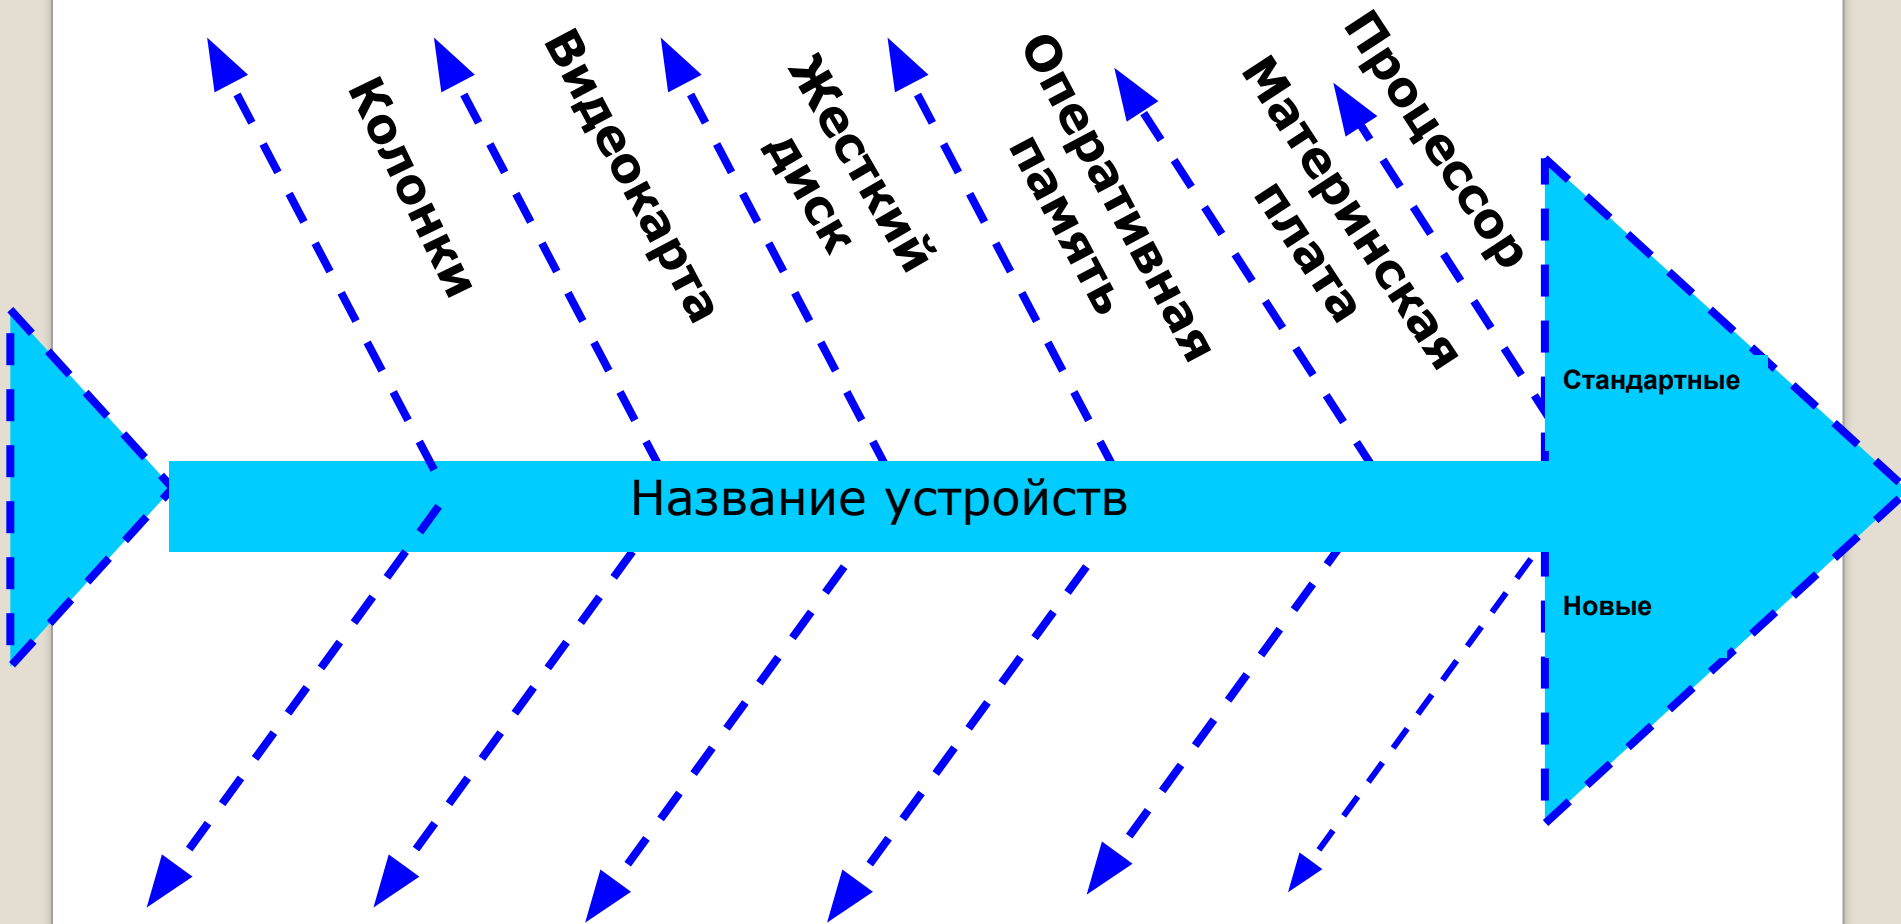 Колонки
Видеокарта
Жесткий
диск
Оперативная
память
Материнская
плата
Процессор
Стандартные
Название устройств
Новые